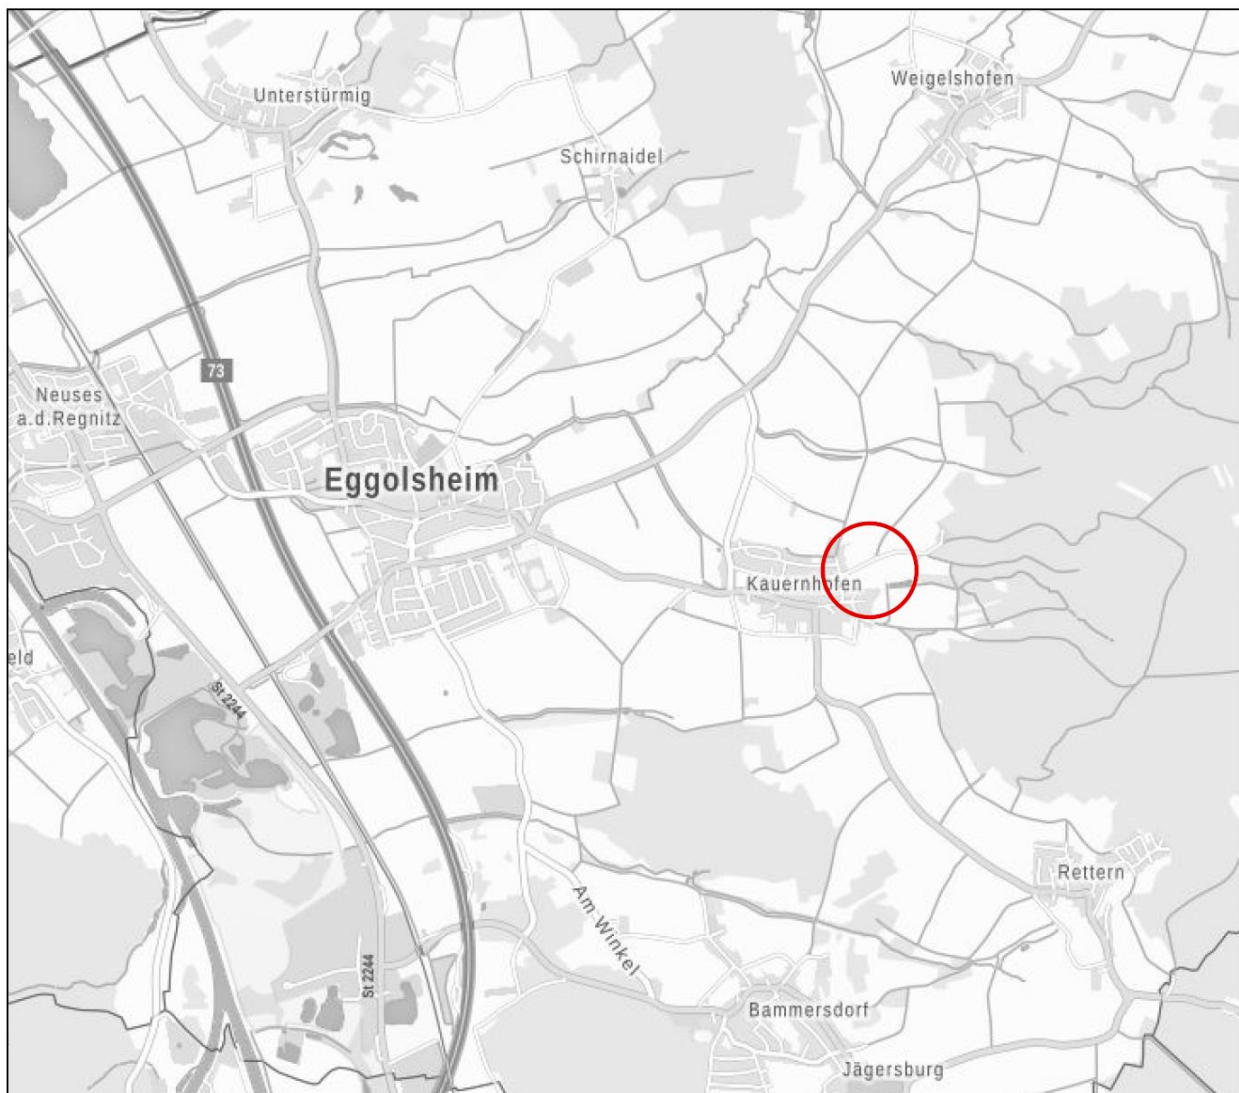 Weigelshofen
Unterstürmig
Schirnaidel
73
Neuses
a.d.Regnitz
Eggolsheim
Kauernhofen
eld
St 2244
Rettern
Am Winkel
St 2244
Bammersdorf
Jägersburg